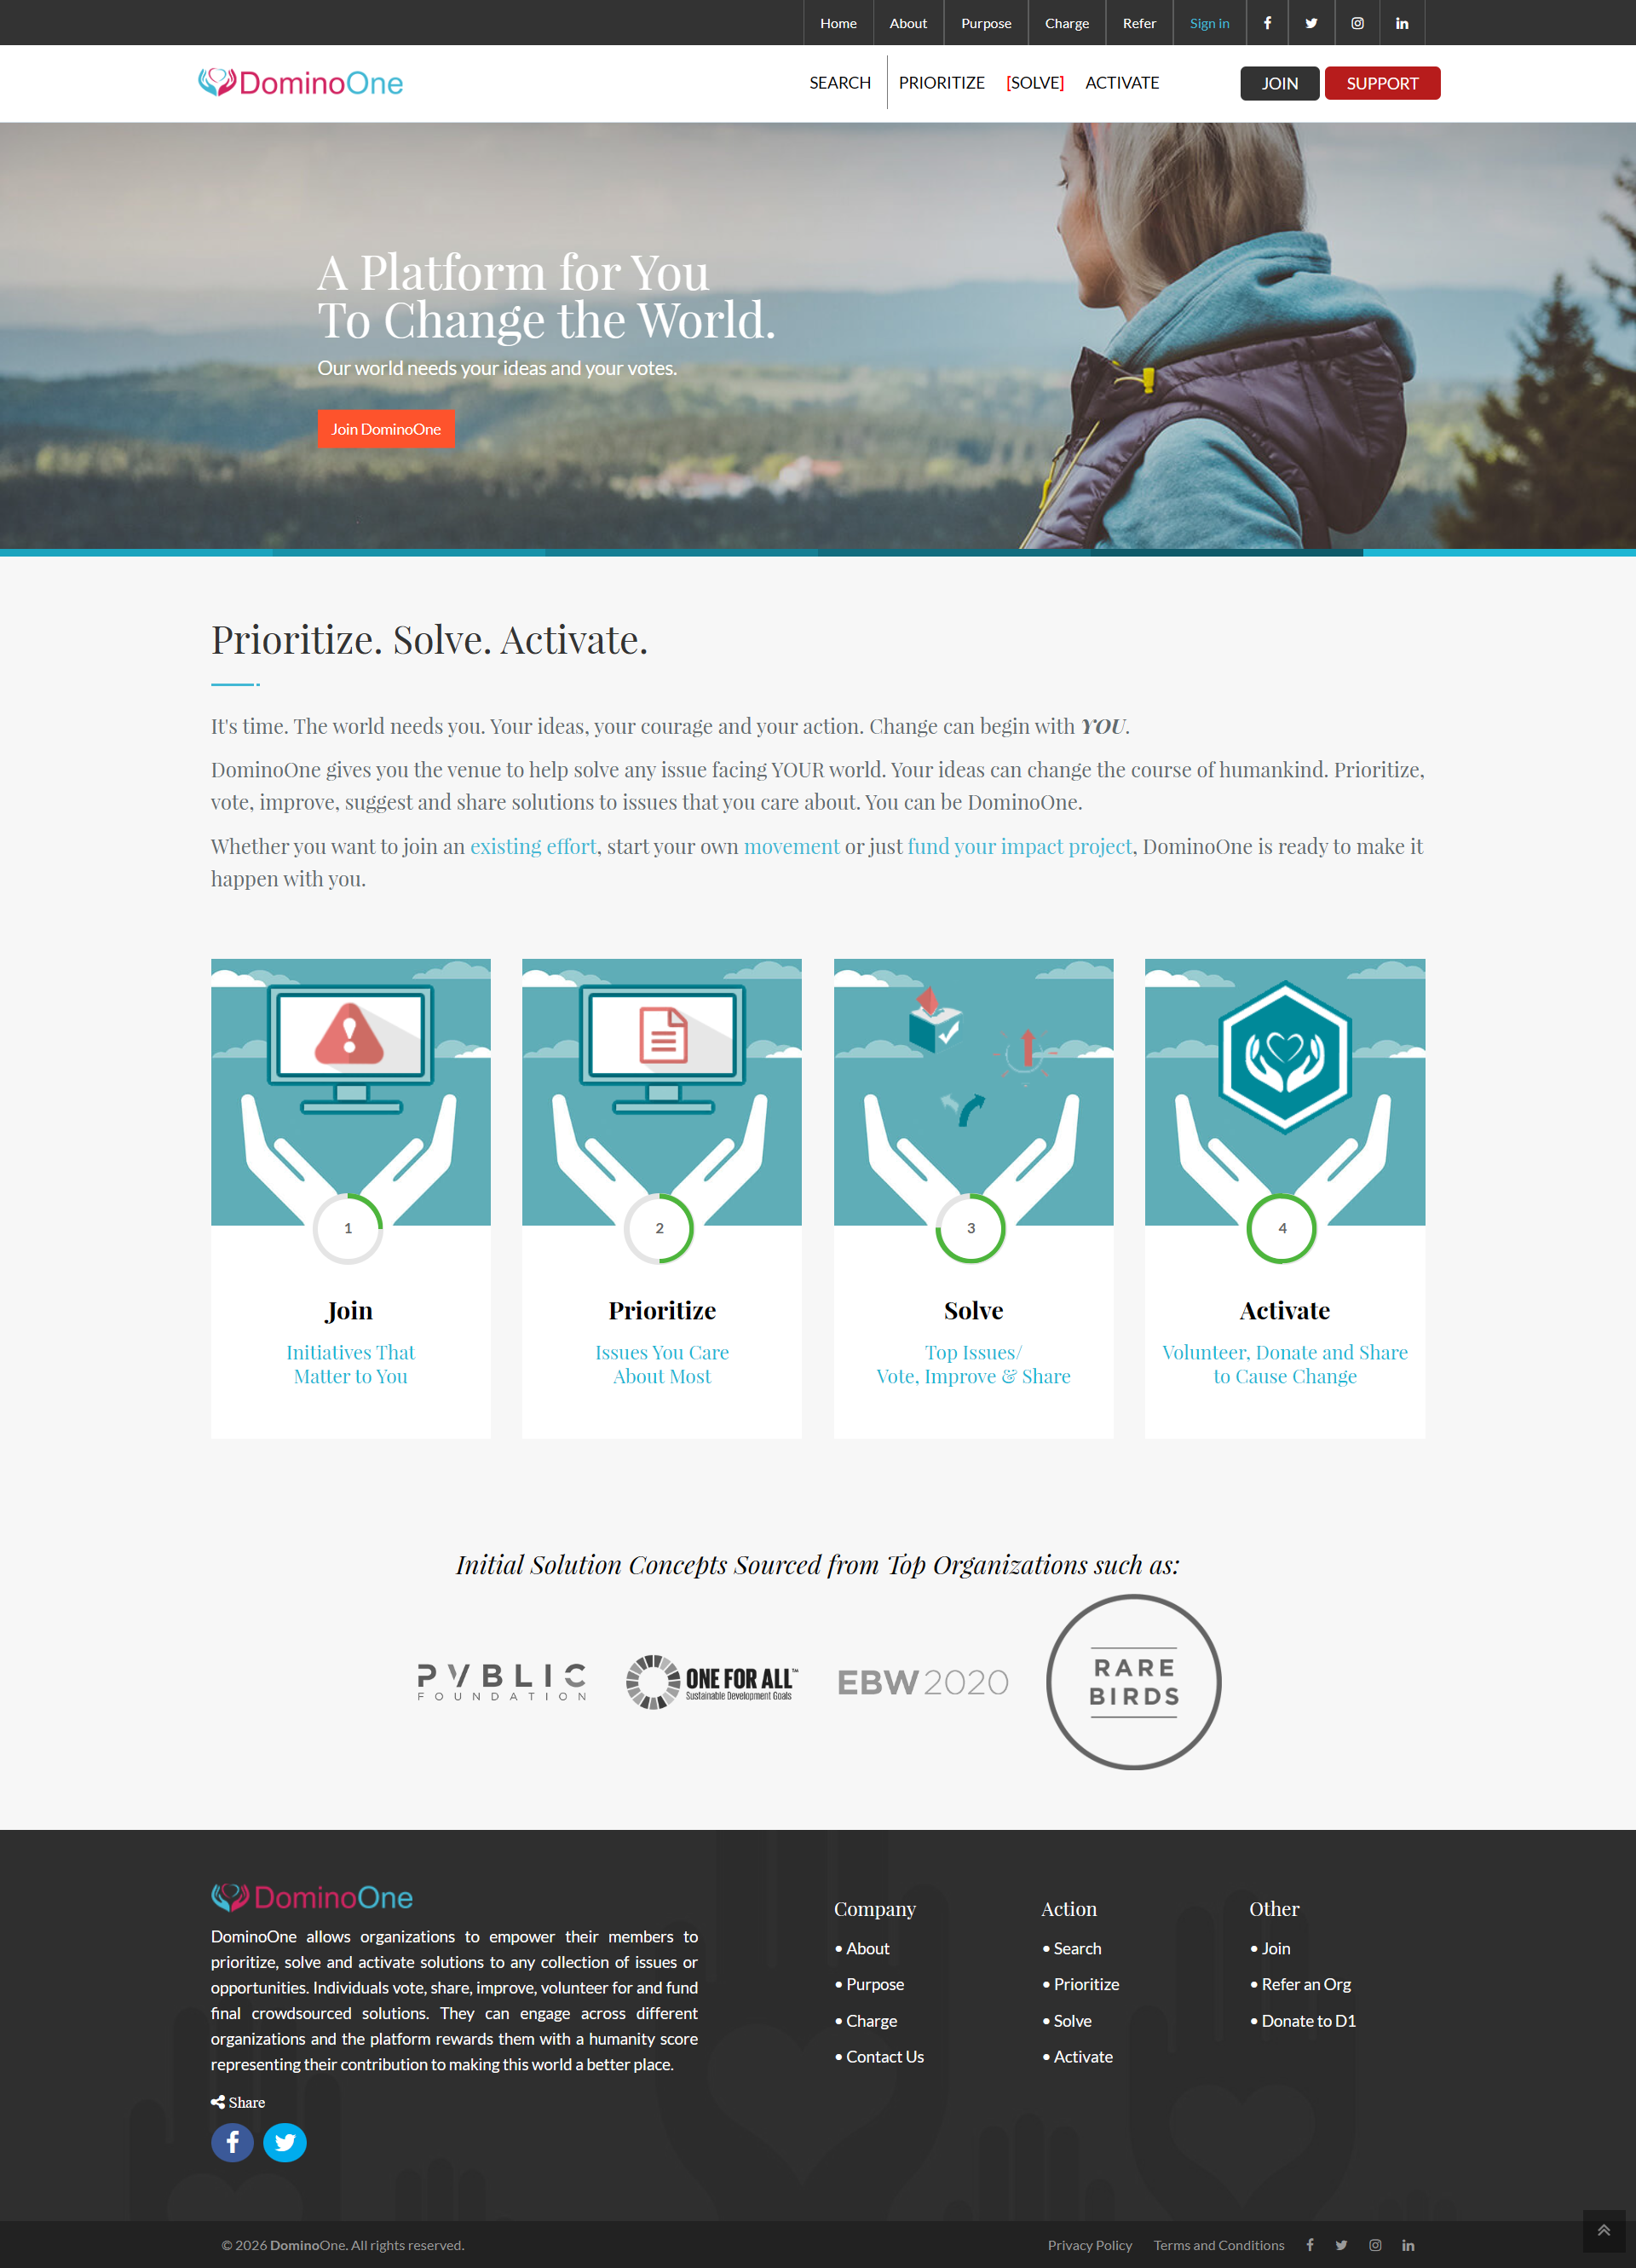 Home About Purpose Charge Refer Sign in
DominoOne
SEARCH PRIORITIZE [SOLVE] ACTIVATE JOIN SUPPORT
A Platform for You
To Change the World.
Our world needs your ideas and your votes.
Join DominoOne
Prioritize. Solve. Activate.
It's time. The world needs you. Your ideas, your courage and your action. Change can begin with YOU.
DominoOne gives you the venue to help solve any issue facing YOUR world. Your ideas can change the course of humankind. Prioritize,
vote, improve, suggest and share solutions to issues that you care about. You can be DominoOne.
Whether you want to join an existing effort, start your own movement or just fund your impact project, DominoOne is ready to make it
happen with you.
1
Join
Initiatives That
Matter to You
2
Prioritize
Issues You Care
About Most
3
Solve
Top Issues/
Vote, Improve & Share
4
Activate
Volunteer, Donate and Share
to Cause Change
Initial Solution Concepts Sourced from Top Organizations such as:
PVBLIC
FOUNDATION
ONE FOR ALL™
Sustainable Development Goals
EBW2020
RARE
BIRDS
DominoOne
DominoOne allows organizations to empower their members to
prioritize, solve and activate solutions to any collection of issues or
opportunities. Individuals vote, share, improve, volunteer for and fund
final crowdsourced solutions. They can engage across different
organizations and the platform rewards them with a humanity score
representing their contribution to making this world a better place.
Share
Company
• About
• Purpose
• Charge
• Contact Us
Action
• Search
• Prioritize
• Solve
• Activate
Other
• Join
• Refer an Org
• Donate to D1
© 2026 DominoOne. All rights reserved.
Privacy Policy Terms and Conditions